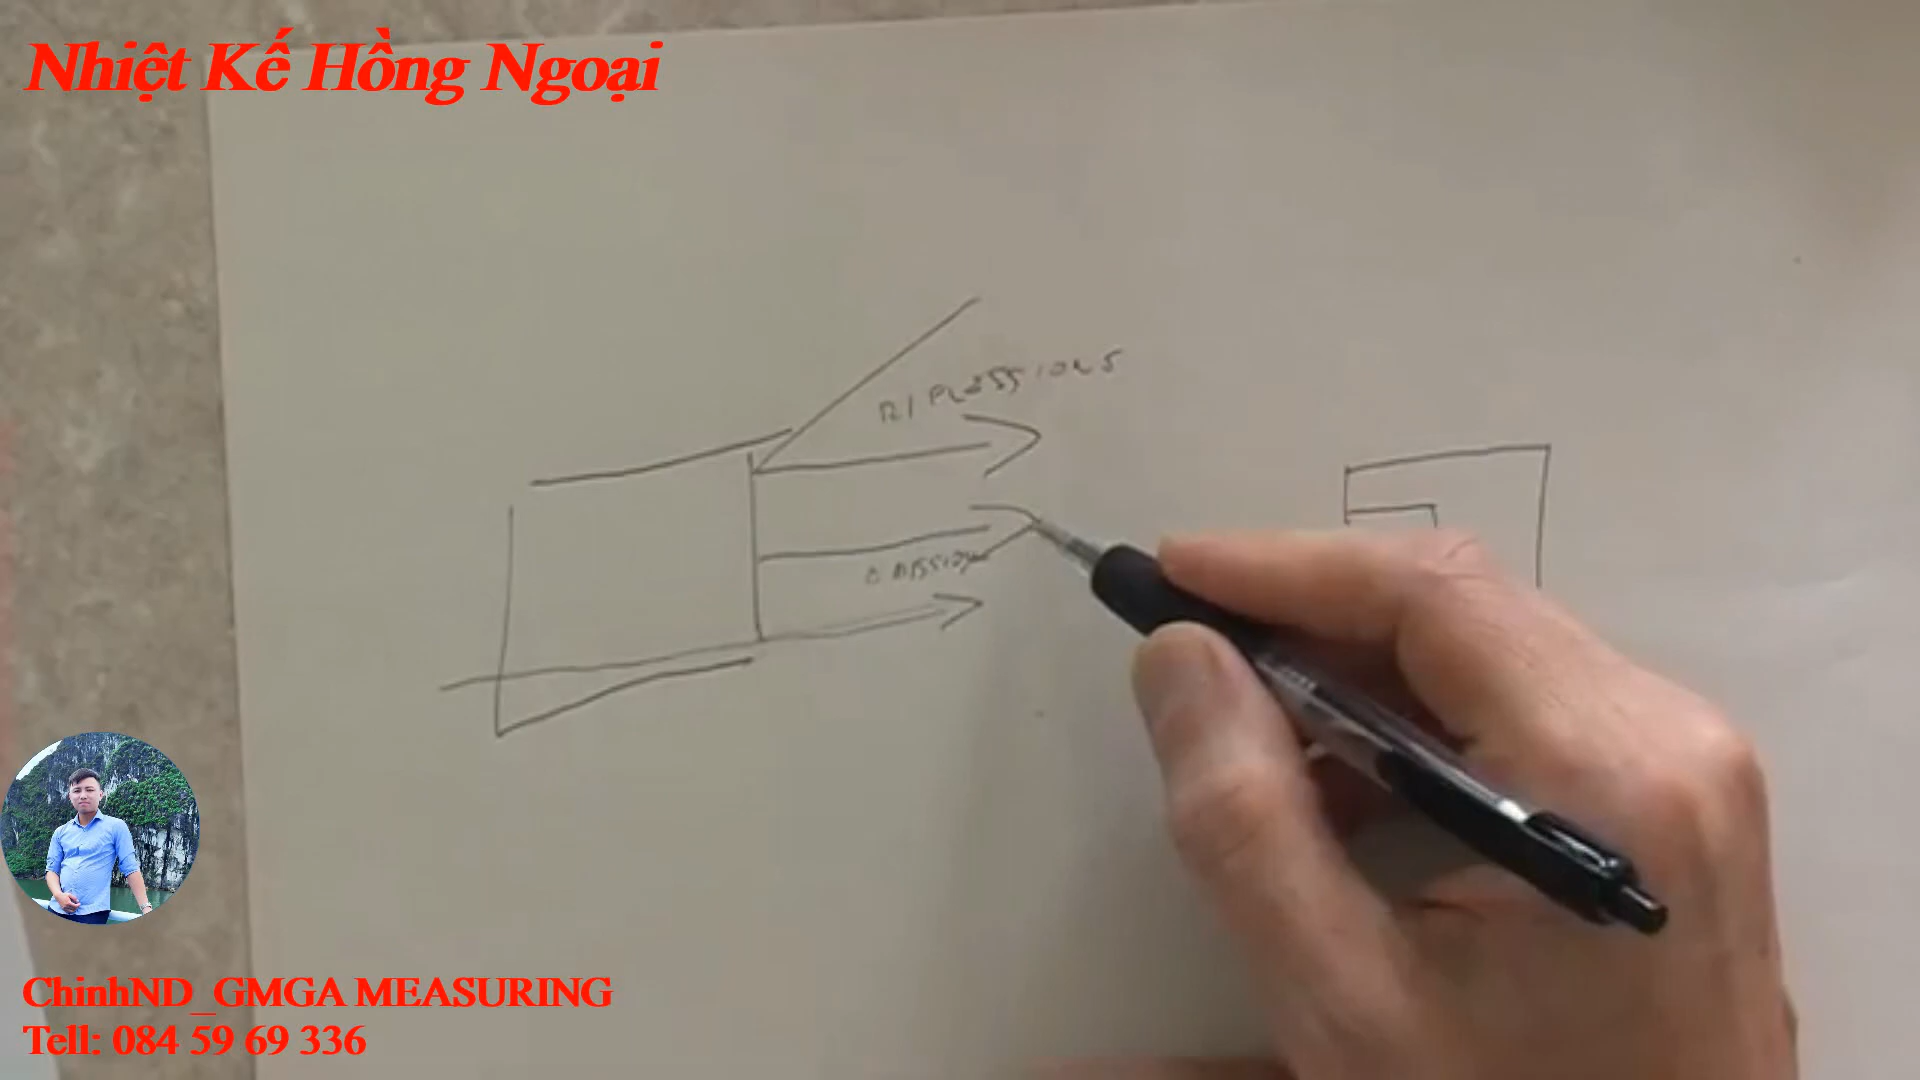 Nhiệt Kế Hồng Ngoại
ChinhND_GMGA MEASURING
Tell: 084 59 69 336